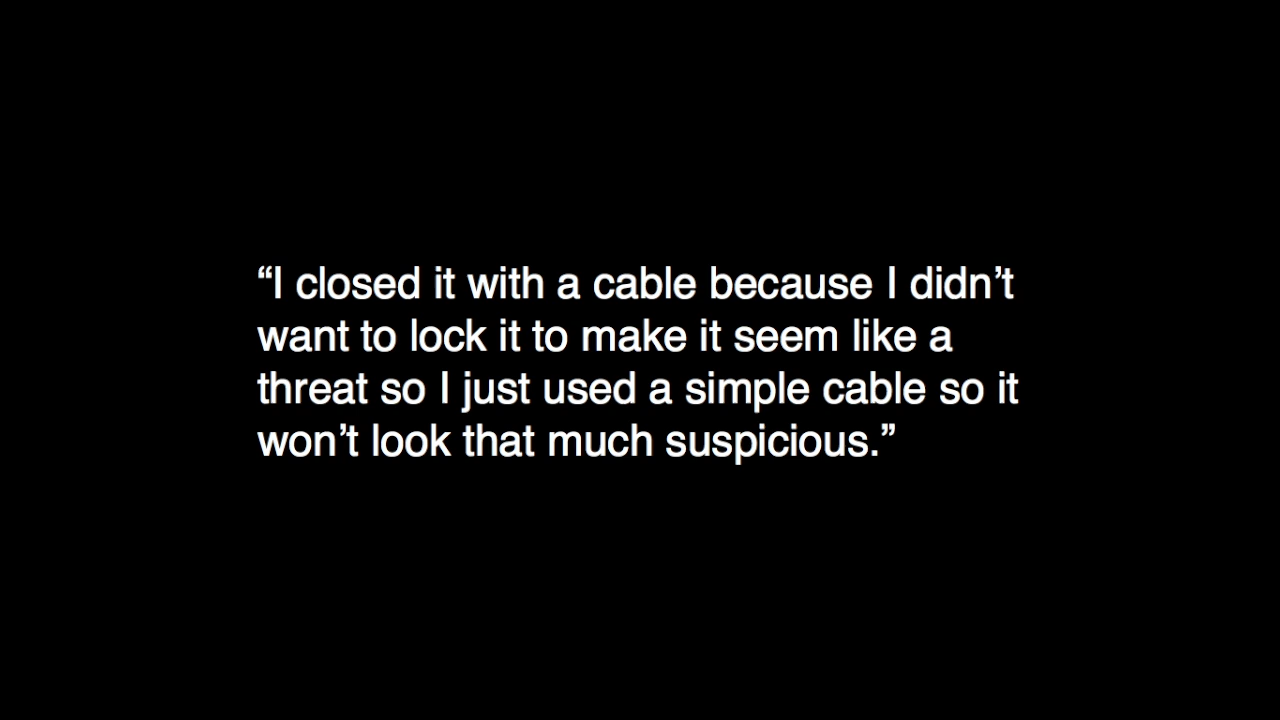 “I closed it with a cable because I didn’t
want to lock it to make it seem like a
threat so I just used a simple cable so it
won’t look that much suspicious.”